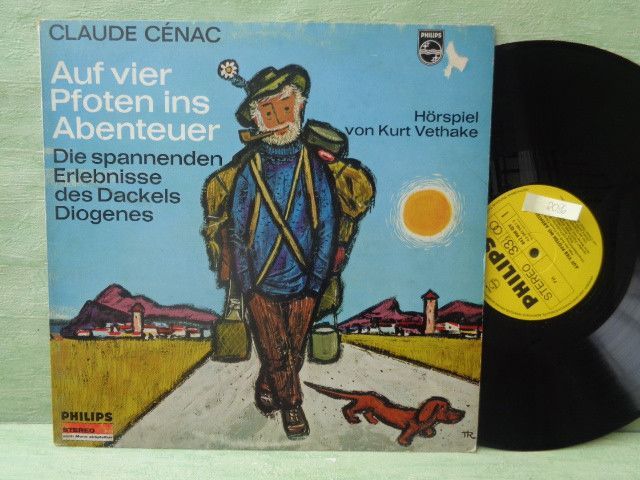 CLAUDE CÉNAC
PHILIPS
Auf vier
Pfoten ins
Abenteuer
Hörspiel
von Kurt Vethake
Die spannenden
Erlebnisse
des Dackels
Diogenes
PHILIPS
STEREO
TR
PHILIPS
STEREO 33